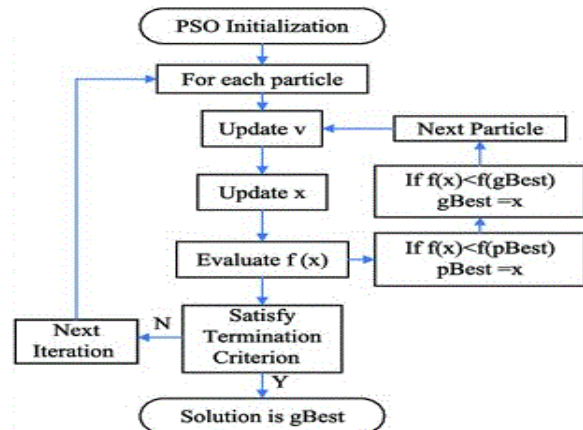 PSO Initialization
For each particle
Update v
Next Particle
Update x
If f(x)<f(gBest)
gBest =x
Evaluate f (x)
If f(x)<f(pBest)
pBest =x
Next
Iteration
N
Satisfy
Termination
Criterion
Y
Solution is gBest